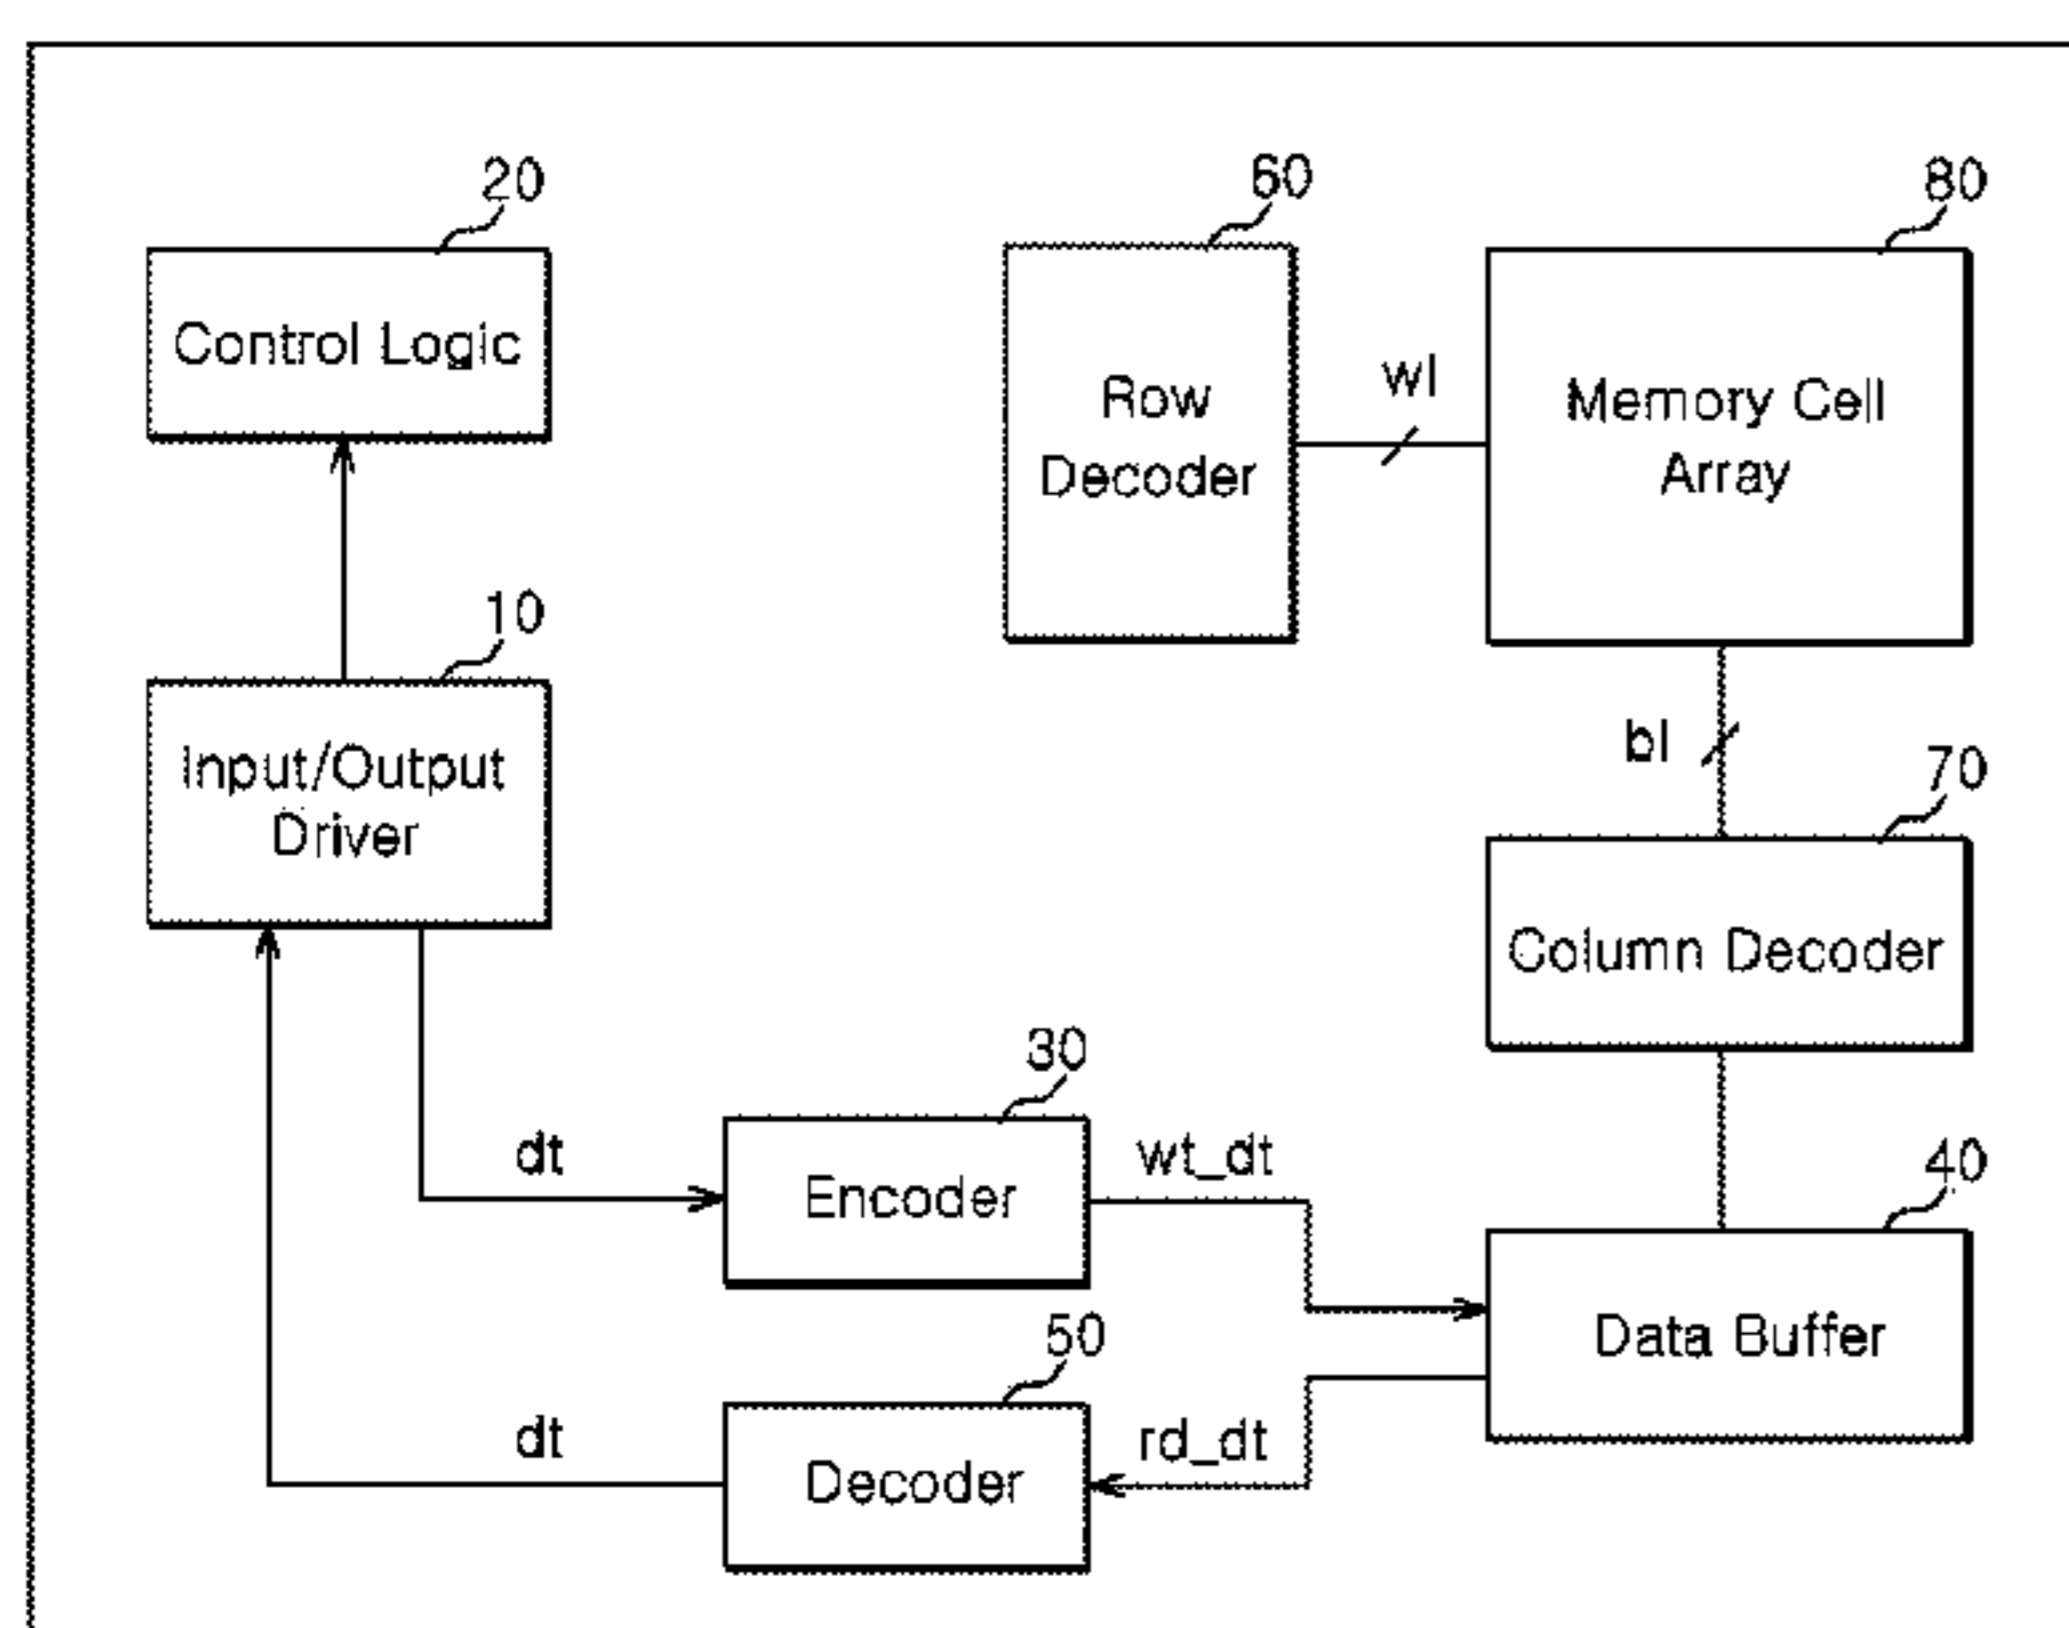 20
Control Logic
60
Row
Decoder
wl
80
Memory Cell
Array
10
Input/Output
Driver
bl
70
Column Decoder
dt
30
Encoder
wt_dt
40
Data Buffer
dt
50
Decoder
rd_dt